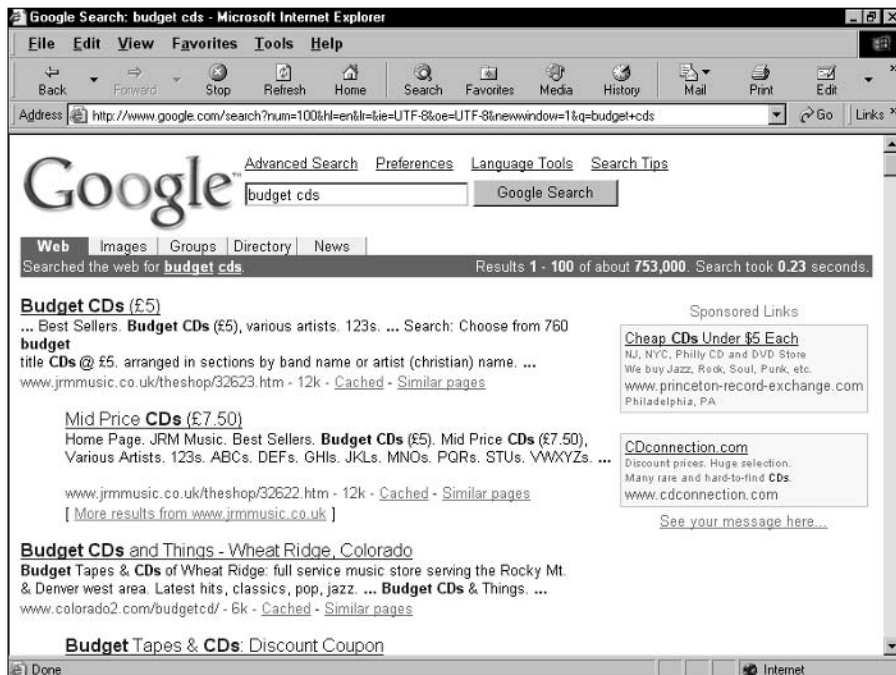 Google Search: budget cds - Microsoft Internet Explorer
File Edit View Favorites Tools Help
Back Forward Stop Refresh Home Search Favorites Media History Mail Print Edit
Address http://www.google.com/search?num=100&hl=en&lr=&ie=UTF-8&oe=UTF-8&newwindow=1&q=budget+cds Go Links
Advanced Search Preferences Language Tools Search Tips
Google™
budget cds Google Search
Web Images Groups Directory News
Searched the web for budget cds. Results 1 - 100 of about 753,000. Search took 0.23 seconds.
Budget CDs (£5)
... Best Sellers. Budget CDs (£5), various artists. 123s. ... Search: Choose from 760
budget
title CDs @ £5. arranged in sections by band name or artist (christian) name. ...
www.jrmmusic.co.uk/theshop/32623.htm - 12k - Cached - Similar pages
Mid Price CDs (£7.50)
Home Page. JRM Music. Best Sellers. Budget CDs (£5). Mid Price CDs (£7.50),
Various Artists. 123s. ABCs. DEFs. GHIs. JKLs. MNOs. PQRs. STUs. VWXYZs. ...
www.jrmmusic.co.uk/theshop/32622.htm - 12k - Cached - Similar pages
[ More results from www.jrmmusic.co.uk ]
Budget CDs and Things - Wheat Ridge, Colorado
Budget Tapes & CDs of Wheat Ridge: full service music store serving the Rocky Mt.
& Denver west area. Latest hits, classics, pop, jazz. ... Budget CDs & Things. ...
www.colorado2.com/budgetcd/ - 6k - Cached - Similar pages
Budget Tapes & CDs: Discount Coupon
Sponsored Links
Cheap CDs Under $5 Each
NJ, NYC, Philly CD and DVD Store
We buy Jazz, Rock, Soul, Punk, etc.
www.princeton-record-exchange.com
Philadelphia, PA
CDconnection.com
Discount prices. Huge selection.
Many rare and hard-to-find CDs.
www.cdconnection.com
See your message here...
Done Internet